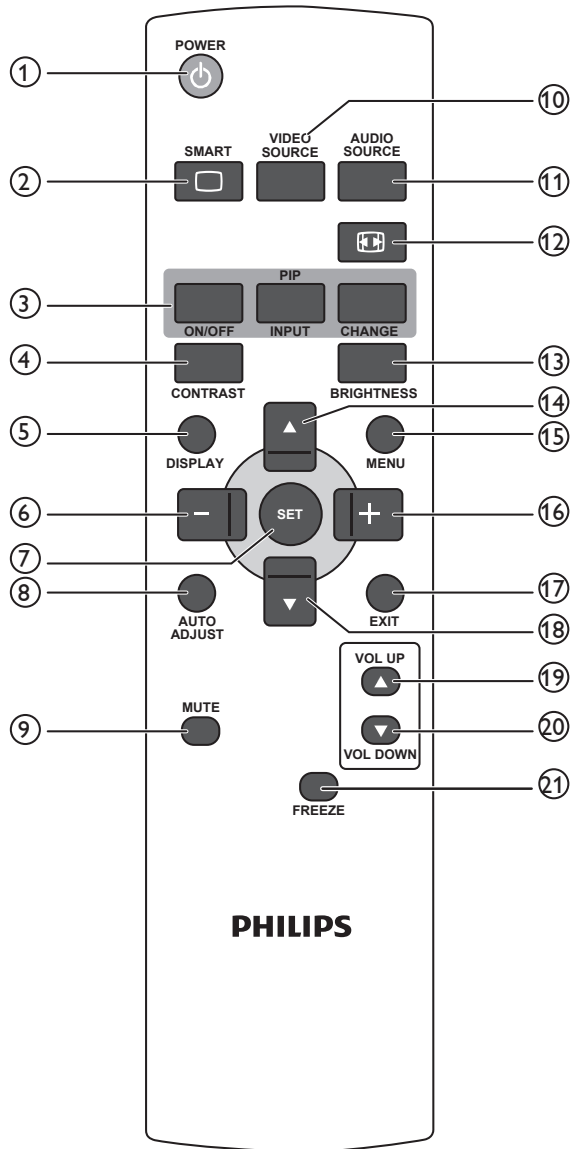 POWER
①
⑩
SMART
VIDEO
SOURCE
AUDIO
SOURCE
②
⑪
⑫
PIP
③
ON/OFF
INPUT
CHANGE
④
⑬
CONTRAST
BRIGHTNESS
⑭
⑤
⑮
DISPLAY
MENU
⑥
−
SET
+
⑯
⑦
⑧
⑰
AUTO
ADJUST
EXIT
⑱
VOL UP
⑲
MUTE
⑨
⑳
VOL DOWN
㉑
FREEZE
PHILIPS